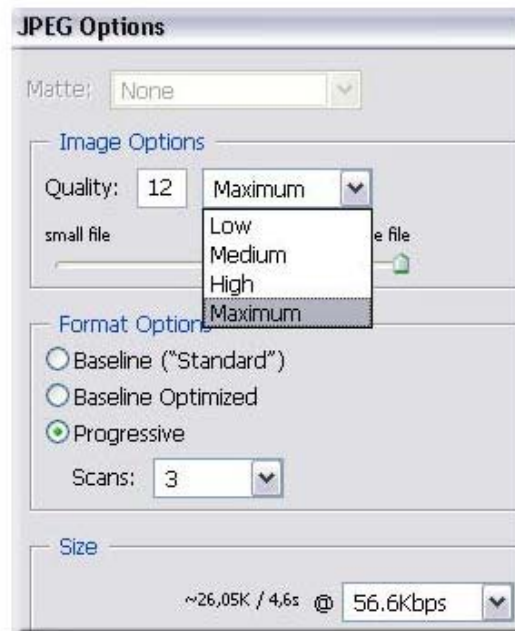 JPEG Options
Matte: None
Image Options
Quality: 12 Maximum
Low
small file e file
Medium
High
Maximum
Format Option
Baseline ("Standard")
Baseline Optimized
Progressive
Scans: 3
Size
~26,05K / 4,6s @ 56.6Kbps